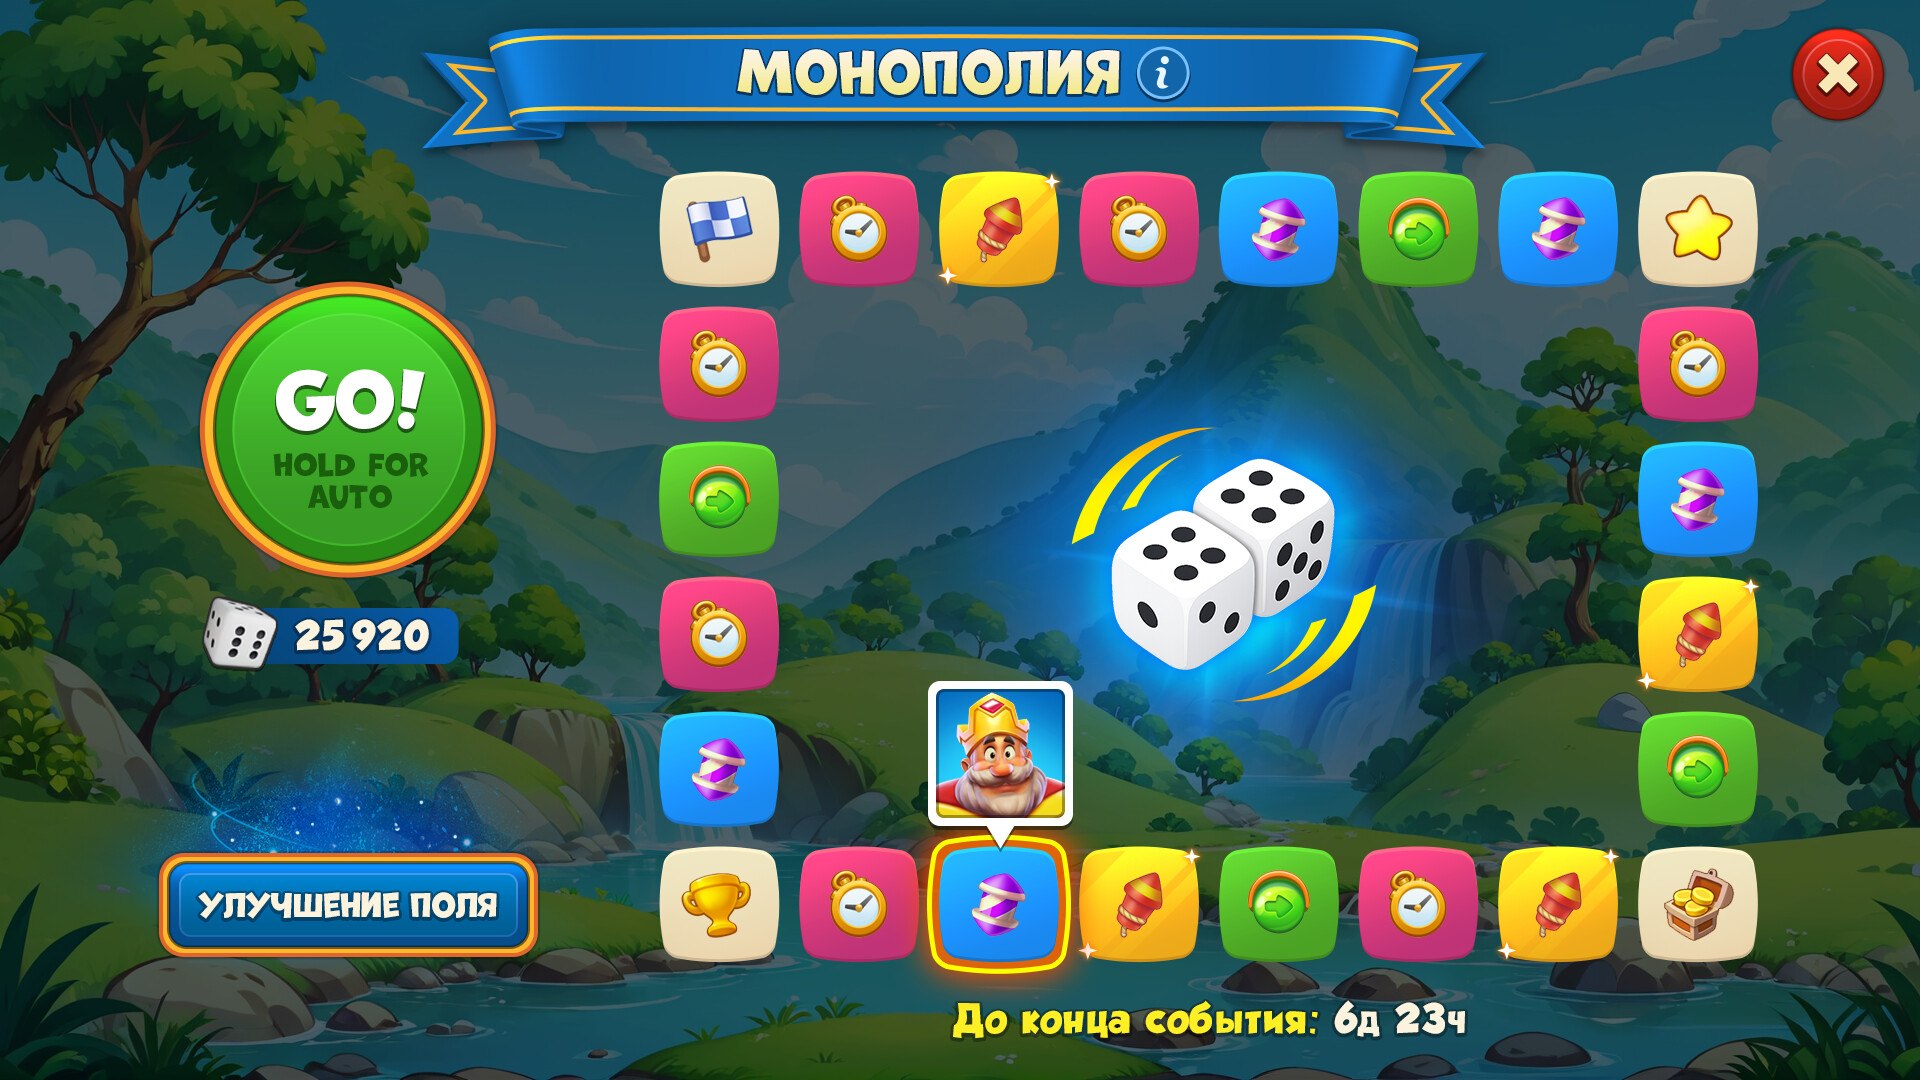 МОНОПОЛИЯ i
GO!
HOLD FOR
AUTO
25 920
УЛУЧШЕНИЕ ПОЛЯ
До конца события: 6д 23ч